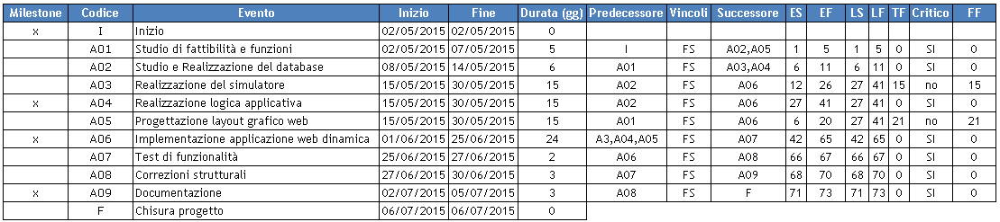 Milestone Codice Evento Inizio Fine Durata (gg) Predecessore Vincoli Successore ES EF LS LF TF Critico FF
x I Inizio 02/05/2015 02/05/2015 0
A01 Studio di fattibilità e funzioni 02/05/2015 07/05/2015 5 I FS A02,A05 1 5 1 5 0 SI 0
A02 Studio e Realizzazione del database 08/05/2015 14/05/2015 6 A01 FS A03,A04 6 11 6 11 0 SI 0
A03 Realizzazione del simulatore 15/05/2015 30/05/2015 15 A02 FS A06 12 26 27 41 15 no 15
x A04 Realizzazione logica applicativa 15/05/2015 30/05/2015 15 A02 FS A06 27 41 27 41 0 SI 0
A05 Progettazione layout grafico web 15/05/2015 30/05/2015 15 A01 FS A06 6 20 27 41 21 no 21
x A06 Implementazione applicazione web dinamica 01/06/2015 25/06/2015 24 A3,A04,A05 FS A07 42 65 42 65 0 SI 0
A07 Test di funzionalità 25/06/2015 27/06/2015 2 A06 FS A08 66 67 66 67 0 SI 0
A08 Correzioni strutturali 27/06/2015 30/06/2015 3 A07 FS A09 68 70 68 70 0 SI 0
x A09 Documentazione 02/07/2015 05/07/2015 3 A08 FS F 71 73 71 73 0 SI 0
F Chisura progetto 06/07/2015 06/07/2015 0